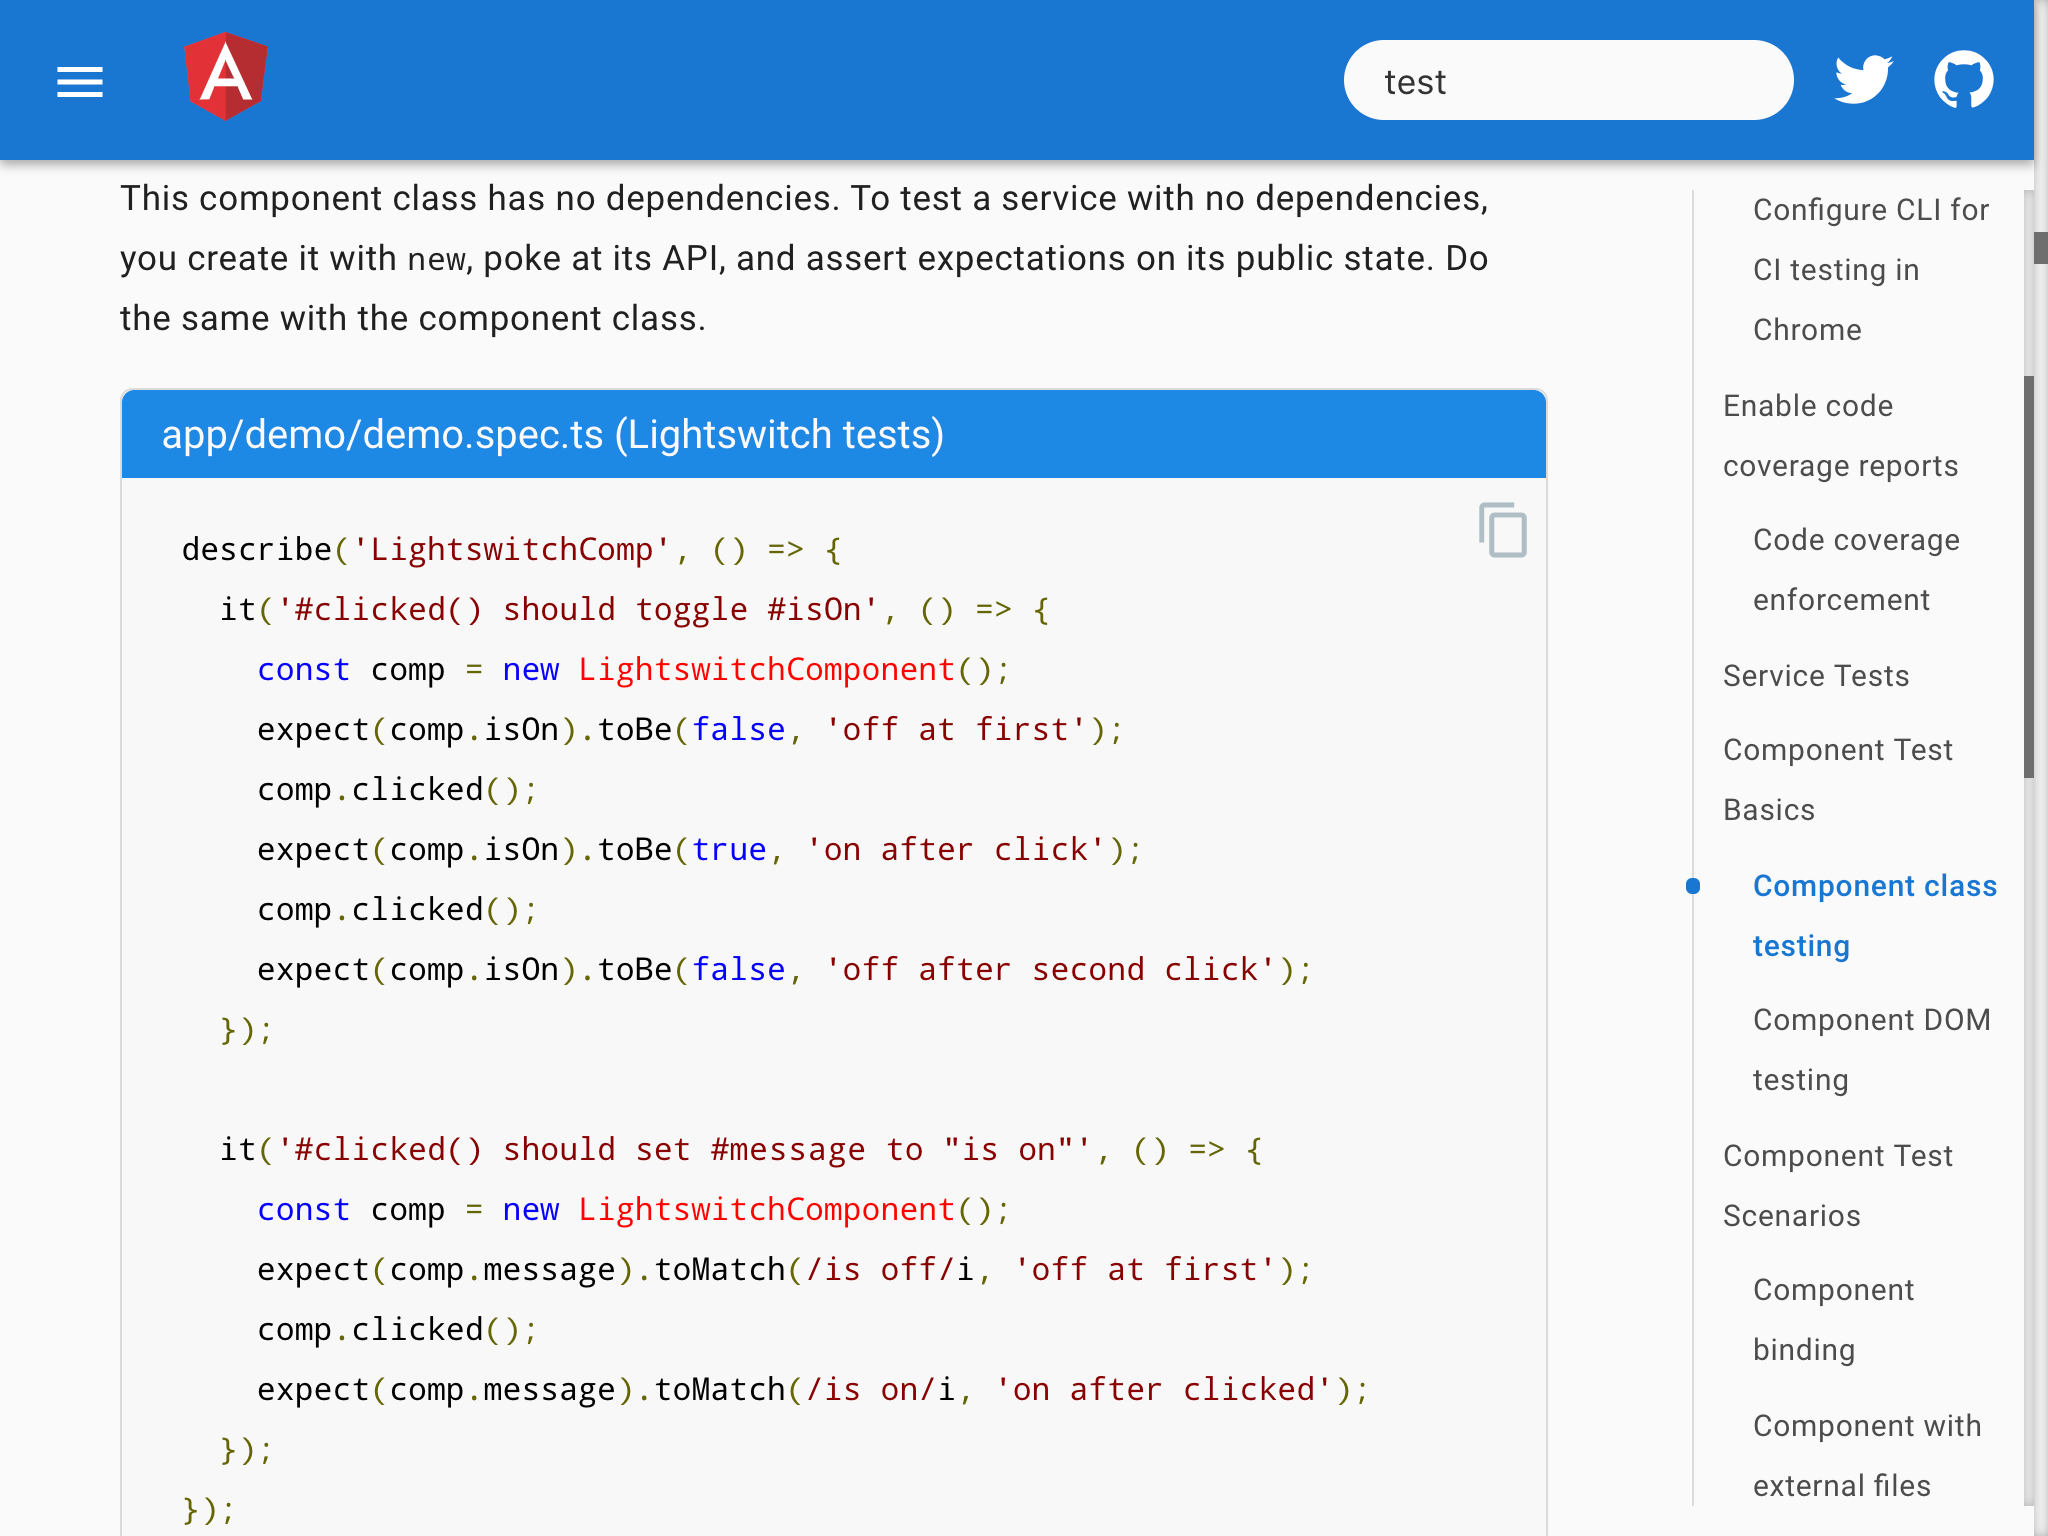 test
This component class has no dependencies. To test a service with no dependencies,
you create it with new, poke at its API, and assert expectations on its public state. Do
the same with the component class.
app/demo/demo.spec.ts (Lightswitch tests)
describe('LightswitchComp', () => {
  it('#clicked() should toggle #isOn', () => {
    const comp = new LightswitchComponent();
    expect(comp.isOn).toBe(false, 'off at first');
    comp.clicked();
    expect(comp.isOn).toBe(true, 'on after click');
    comp.clicked();
    expect(comp.isOn).toBe(false, 'off after second click');
  });
  it('#clicked() should set #message to "is on"', () => {
    const comp = new LightswitchComponent();
    expect(comp.message).toMatch(/is off/i, 'off at first');
    comp.clicked();
    expect(comp.message).toMatch(/is on/i, 'on after clicked');
  });
});
Configure CLI for
CI testing in
Chrome
Enable code
coverage reports
Code coverage
enforcement
Service Tests
Component Test
Basics
Component class
testing
Component DOM
testing
Component Test
Scenarios
Component
binding
Component with
external files